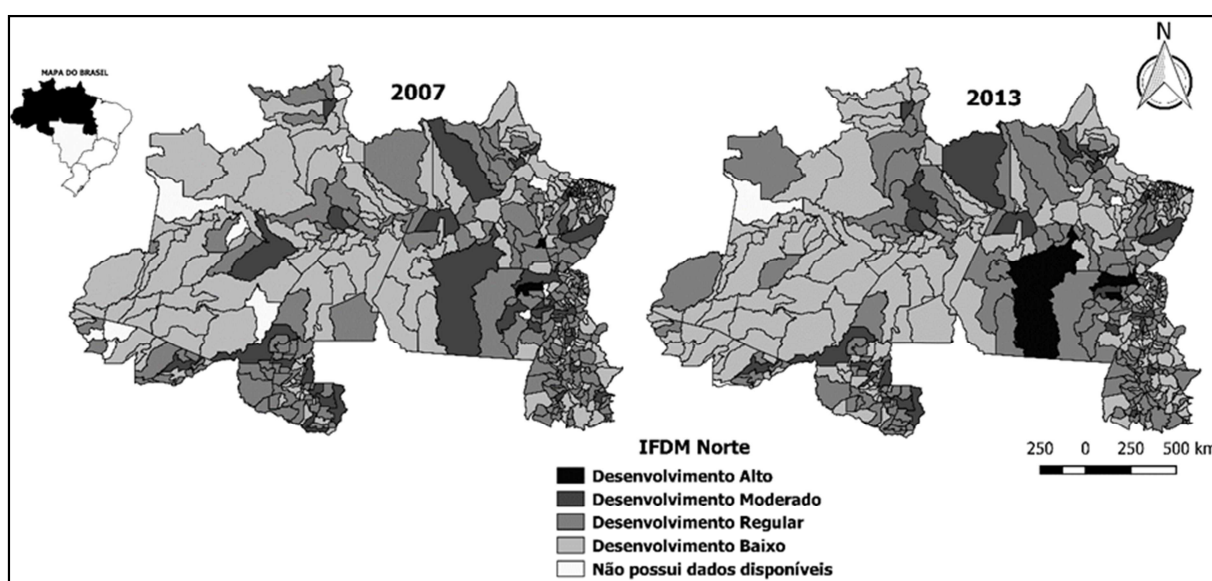 MAPA DO BRASIL
2007
2013
N
IFDM Norte
Desenvolvimento Alto
Desenvolvimento Moderado
Desenvolvimento Regular
Desenvolvimento Baixo
Não possui dados disponíveis
250 0 250 500 km